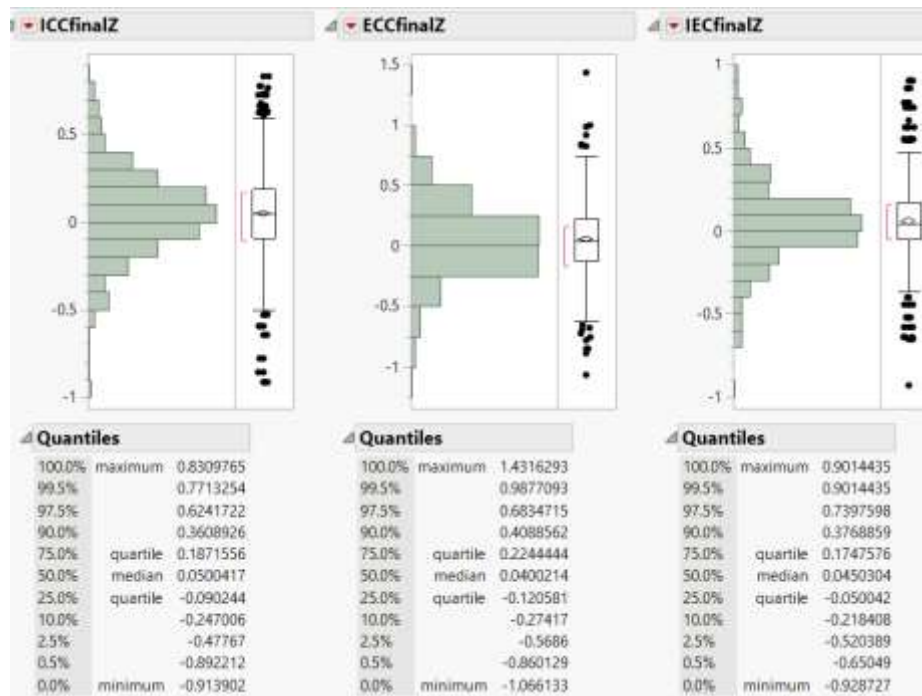 ICCfinalZ ECCfinalZ IECfinalZ
1.5 1
1
0.5 0.5
0.5
0 0 0
-0.5 -0.5 -0.5
-1 -1 -1
Quantiles Quantiles Quantiles
100.0% maximum 0.8309765 100.0% maximum 1.4316293 100.0% maximum 0.9014435
99.5% 0.7713254 99.5% 0.9877093 99.5% 0.9014435
97.5% 0.6241722 97.5% 0.6834715 97.5% 0.7397598
90.0% 0.3608926 90.0% 0.4088562 90.0% 0.3768859
75.0% quartile 0.1871556 75.0% quartile 0.2244444 75.0% quartile 0.1747576
50.0% median 0.0500417 50.0% median 0.0400214 50.0% median 0.0450304
25.0% quartile -0.090244 25.0% quartile -0.120581 25.0% quartile -0.050042
10.0% -0.247006 10.0% -0.27417 10.0% -0.218408
2.5% -0.47767 2.5% -0.5686 2.5% -0.520389
0.5% -0.892212 0.5% -0.860129 0.5% -0.65049
0.0% minimum -0.913902 0.0% minimum -1.066133 0.0% minimum -0.928727